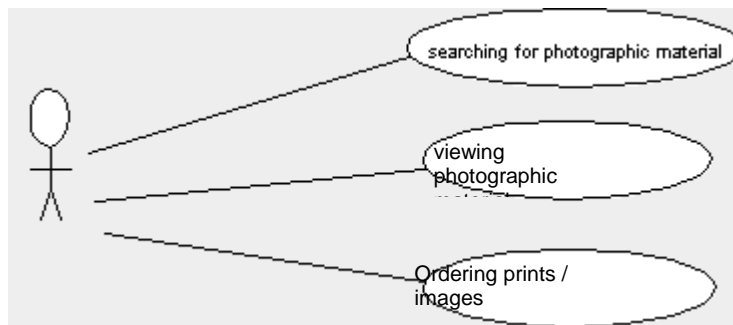 searching for photographic material
viewing
photographic
Ordering prints /
images